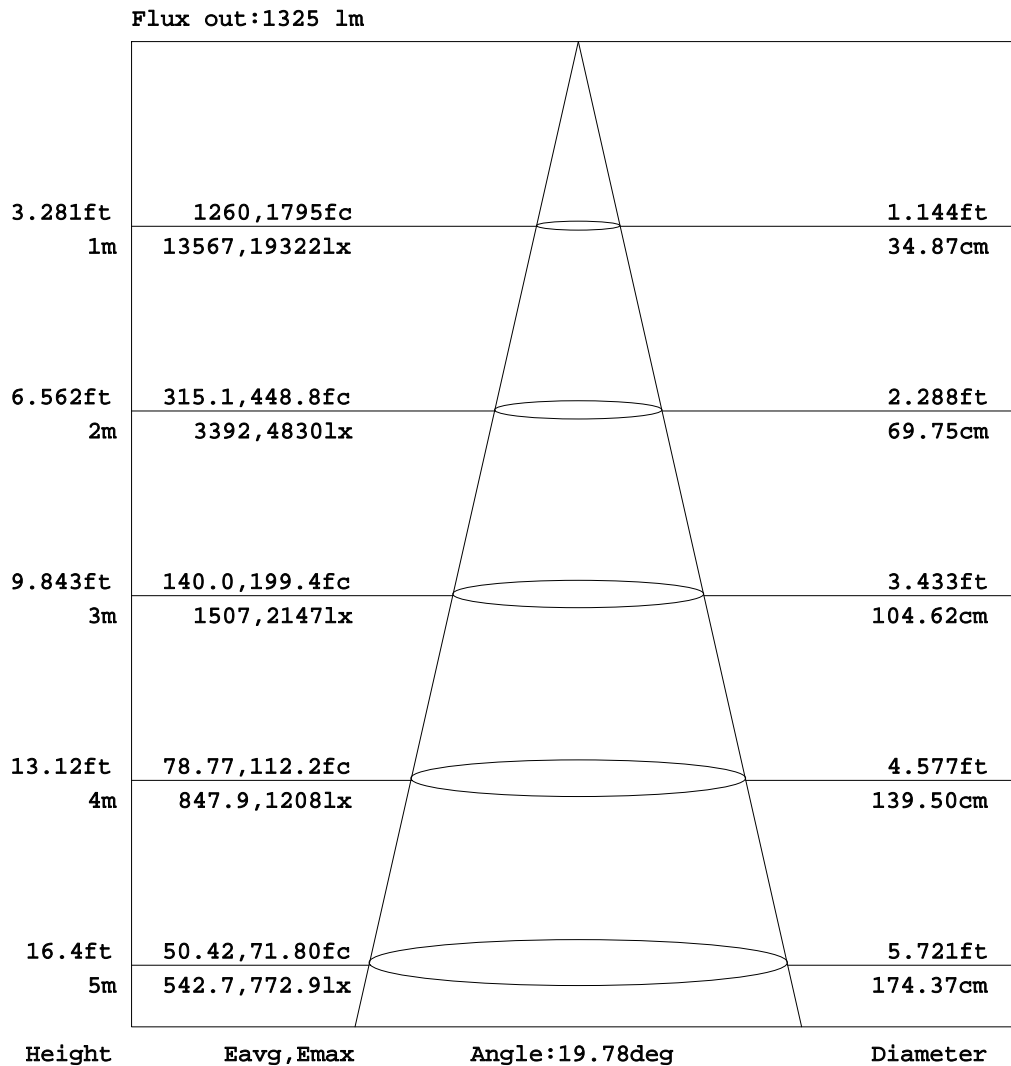 Flux out:1325 lm
3.281ft 1260,1795fc 1.144ft
1m 13567,19322lx 34.87cm
6.562ft 315.1,448.8fc 2.288ft
2m 3392,4830lx 69.75cm
9.843ft 140.0,199.4fc 3.433ft
3m 1507,2147lx 104.62cm
13.12ft 78.77,112.2fc 4.577ft
4m 847.9,1208lx 139.50cm
16.4ft 50.42,71.80fc 5.721ft
5m 542.7,772.9lx 174.37cm
Height Eavg,Emax Angle:19.78deg Diameter